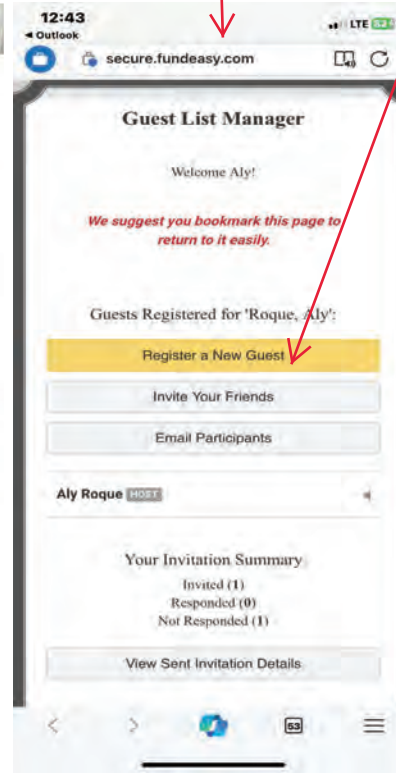 12:43
LTE
◄ Outlook
secure.fundeasy.com
Guest List Manager
Welcome Aly!
We suggest you bookmark this page to
return to it easily.
Guests Registered for 'Roque, Aly':
Register a New Guest
Invite Your Friends
Email Participants
Aly Roque HOST
Your Invitation Summary
Invited (1)
Responded (0)
Not Responded (1)
View Sent Invitation Details
53